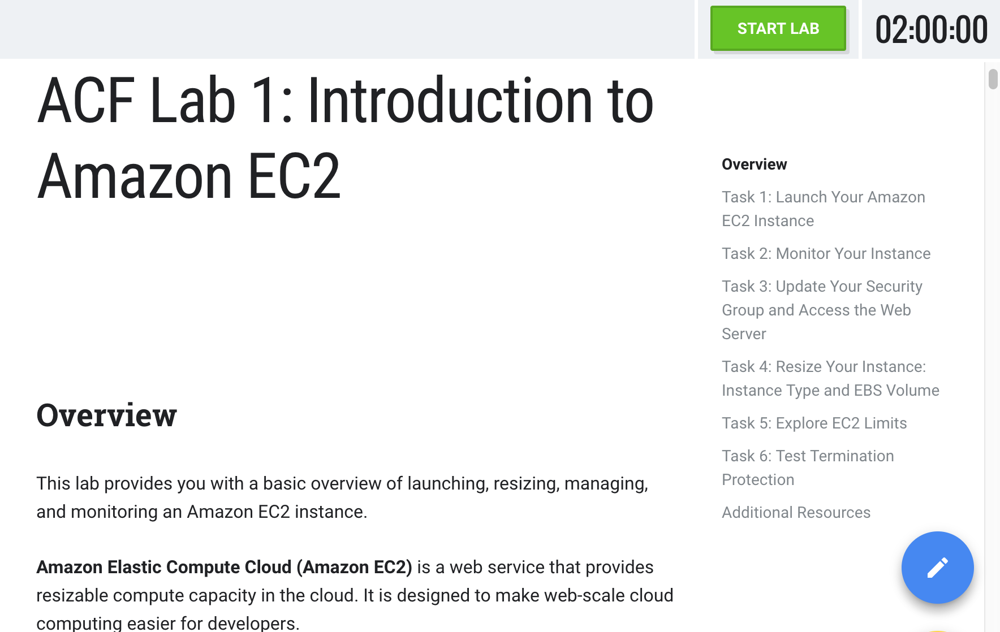 START LAB
02:00:00
ACF Lab 1: Introduction to
Amazon EC2
Overview
This lab provides you with a basic overview of launching, resizing, managing,
and monitoring an Amazon EC2 instance.
Amazon Elastic Compute Cloud (Amazon EC2) is a web service that provides
resizable compute capacity in the cloud. It is designed to make web-scale cloud
computing easier for developers.
Overview
Task 1: Launch Your Amazon
EC2 Instance
Task 2: Monitor Your Instance
Task 3: Update Your Security
Group and Access the Web
Server
Task 4: Resize Your Instance:
Instance Type and EBS Volume
Task 5: Explore EC2 Limits
Task 6: Test Termination
Protection
Additional Resources